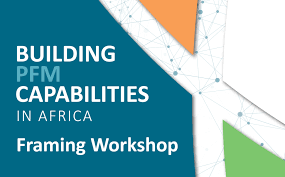 BUILDING
PFM
CAPABILITIES
IN AFRICA
Framing Workshop